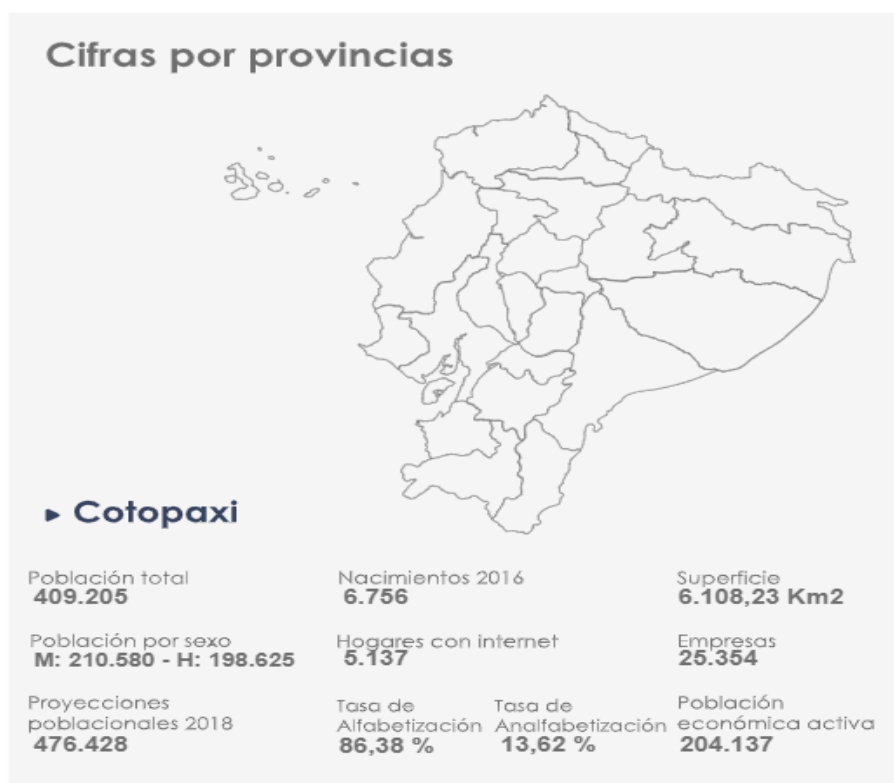 Cifras por provincias
▸ Cotopaxi
Población total
409.205
Nacimientos 2016
6.756
Superficie
6.108,23 Km2
Población por sexo
M: 210.580 - H: 198.625
Hogares con internet
5.137
Empresas
25.354
Proyecciones
poblacionales 2018
476.428
Tasa de
Alfabetización
86,38 %
Tasa de
Analfabetización
13,62 %
Población
económica activa
204.137